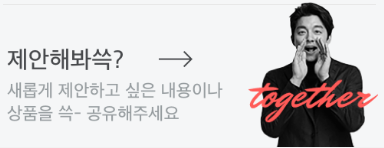 제안해봐쓱?
새롭게 제안하고 싶은 내용이나
상품을 쓱- 공유해주세요
together